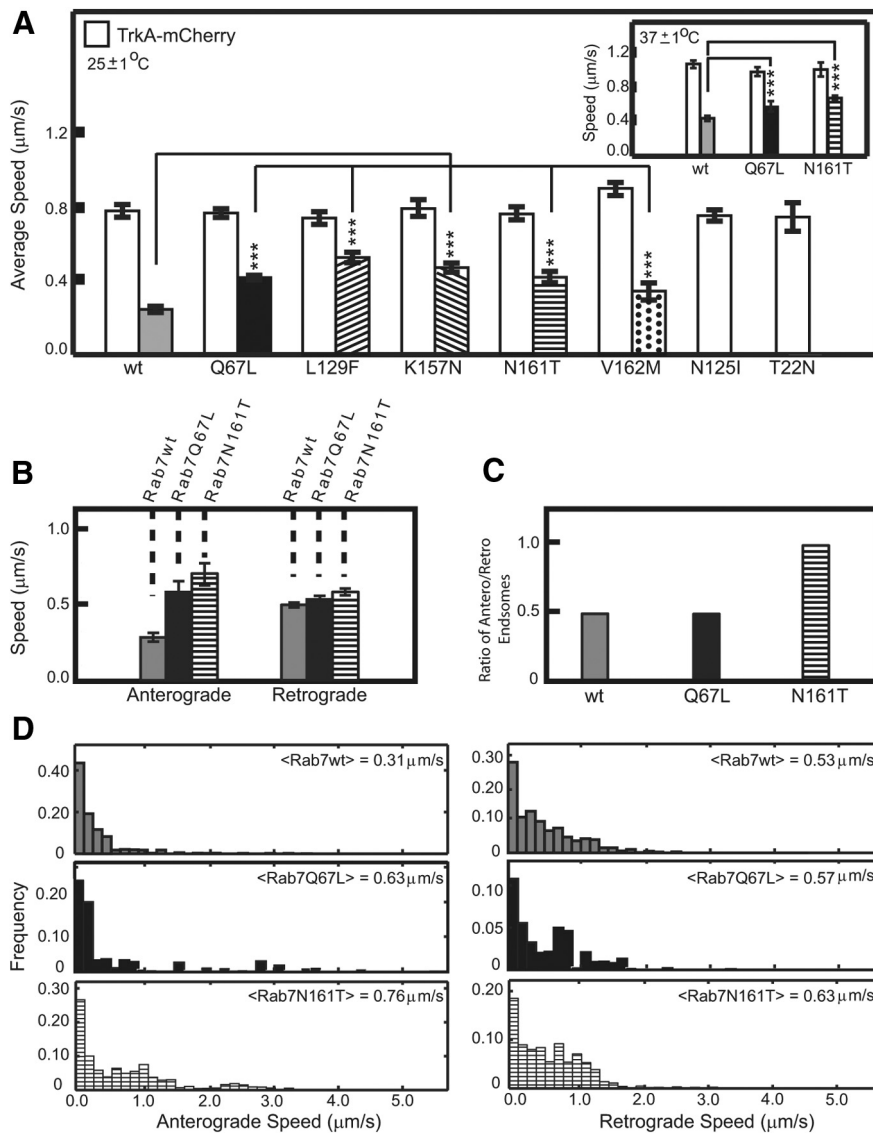 A
TrkA-mCherry
25±1°C
37±1°C
Average Speed (μm/s)
1.2
0.8
0.4
0.0
***
***
***
***
***
wt
Q67L
L129F
K157N
N161T
V162M
N125I
T22N
Speed (μm/s)
1.2
0.8
0.4
0
***
***
wt
Q67L
N161T
B
Rab7wt
Rab7Q67L
Rab7N161T
Rab7wt
Rab7Q67L
Rab7N161T
Speed (μm/s)
1.0
0.5
0.0
Anterograde
Retrograde
C
Ratio of Antero/Retro
Endsomes
1.0
0.5
0
wt
Q67L
N161T
D
Frequency
<Rab7wt> = 0.31μm/s
0.40
0.20
0
<Rab7Q67L> = 0.63μm/s
0.20
0.10
0
<Rab7N161T> = 0.76μm/s
0.30
0.20
0.10
0
0.0 1.0 2.0 3.0 4.0 5.0
Anterograde Speed (μm/s)
<Rab7wt> = 0.53μm/s
0.30
0.20
0.10
0
<Rab7Q67L> = 0.57μm/s
0.10
0.05
0
<Rab7N161T> = 0.63μm/s
0.20
0.10
0
0.0 1.0 2.0 3.0 4.0 5.0
Retrograde Speed (μm/s)